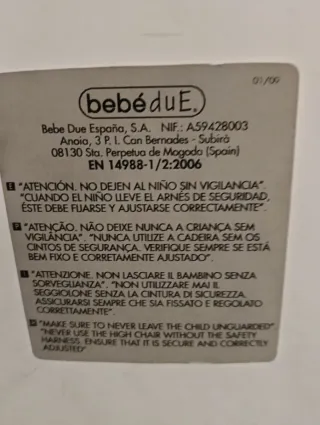 01/00
bebé duE.
Bebe Due España, S.A. NIF.: A59428003
Anoia, 3 P. I. Can Bernades - Subirà
08130 Sta. Perpetua de Mogodo (Spain)
EN 14988-1/2:2006
E "ATENCIÓN. NO DEJEN AL NIÑO SIN VIGILANCIA".
"CUANDO EL NIÑO LLEVE EL ARNÉS DE SEGURIDAD,
ÉSTE DEBE FIJARSE Y AJUSTARSE CORRECTAMENTE".
P "ATENÇÃO. NÃO DEIXE NUNCA A CRIANÇA SEM
VIGILÂNCIA". "NUNCA UTILIZE A CADEIRA SEM OS
CINTOS DE SEGURANÇA. VERIFIQUE SEMPRE SE ESTÁ
BEM FIXO E CORRETAMENTE AJUSTADO".
I "ATTENZIONE. NON LASCIARE IL BAMBINO SENZA
SORVEGLIANZA". "NON UTILIZZARE MAI IL
SEGGIOLONE SENZA LA CINTURA DI SICUREZZA.
ASSICURARSI SEMPRE CHE SIA FISSATO E REGOLATO
CORRETTAMENTE".
"MAKE SURE TO NEVER LEAVE THE CHILD UNGUARDED"
"NEVER USE THE HIGH CHAIR WITHOUT THE SAFETY
HARNESS. ENSURE THAT IT IS SECURE AND CORRECTLY
ADJUSTED"